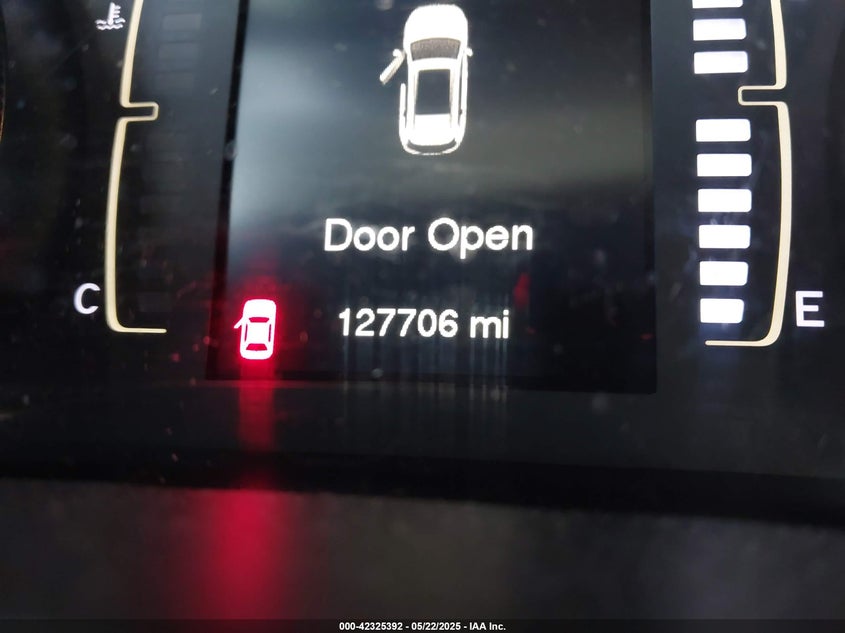 Door Open
C
127706 mi
E
000-42325392 - 05/22/2025 - IAA Inc.